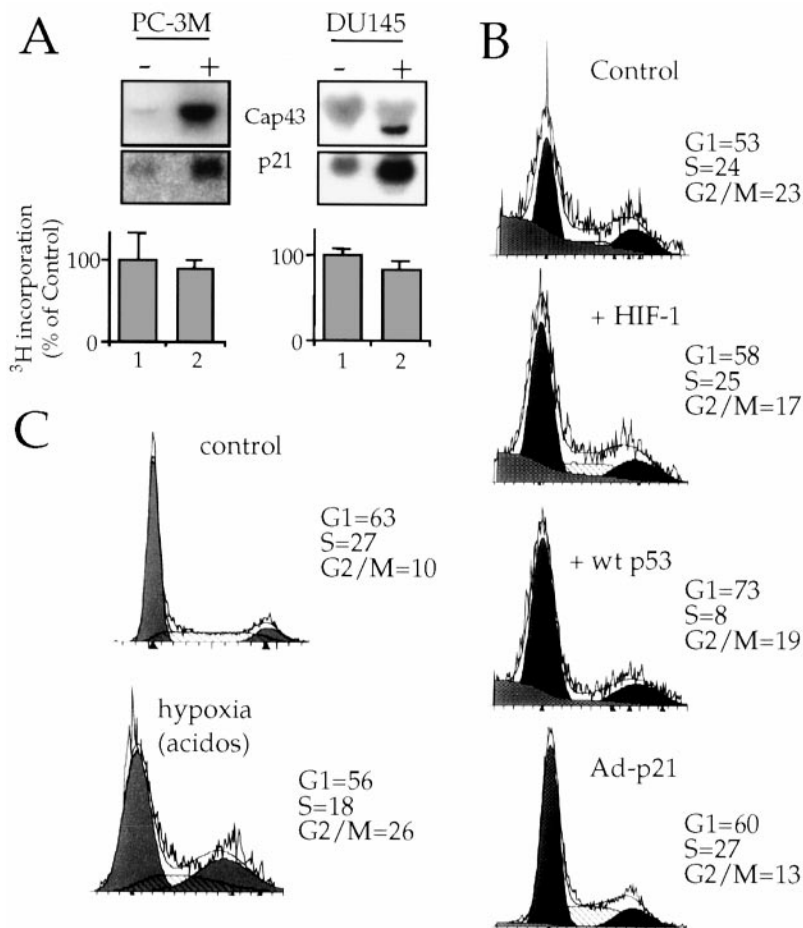 A
PC-3M
DU145
- +
- +
Cap43
p21
³H incorporation
(% of Control)
100
0
1 2
100
0
1 2
B
Control
G1=53
S=24
G2/M=23
+ HIF-1
G1=58
S=25
G2/M=17
+ wt p53
G1=73
S=8
G2/M=19
Ad-p21
G1=60
S=27
G2/M=13
C
control
G1=63
S=27
G2/M=10
hypoxia
(acidos)
G1=56
S=18
G2/M=26